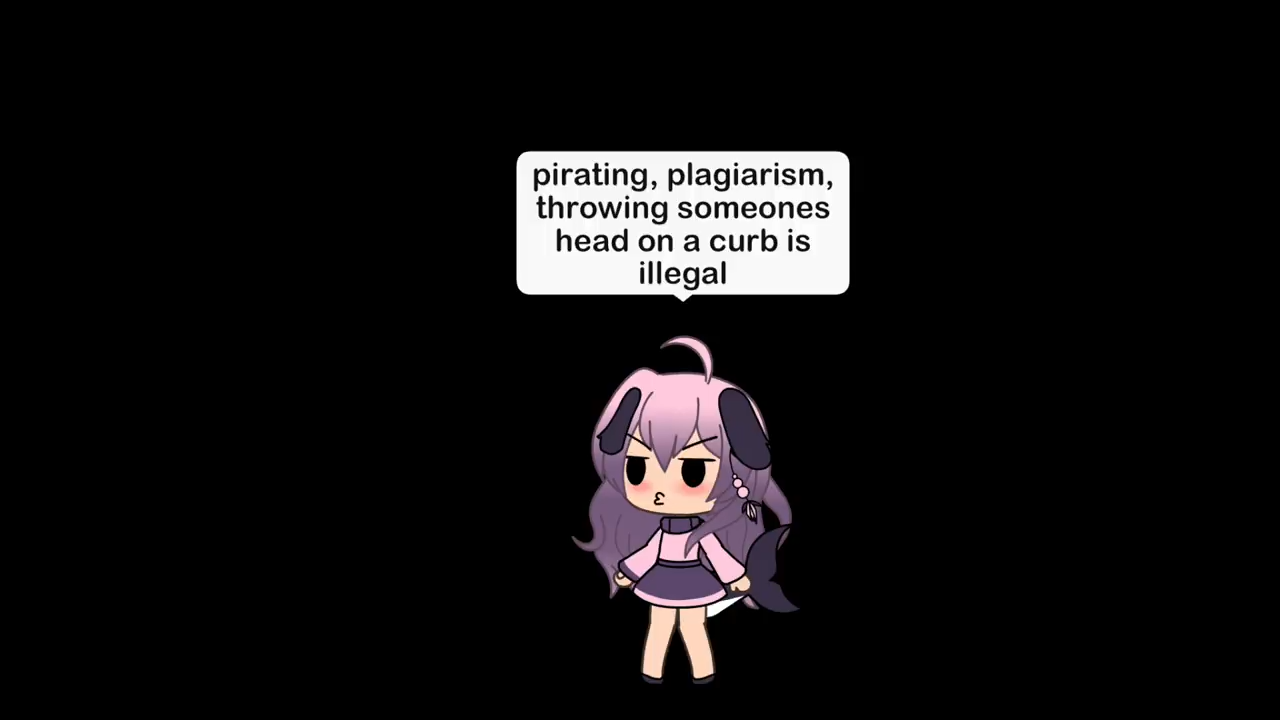 pirating, plagiarism,
throwing someones
head on a curb is
illegal